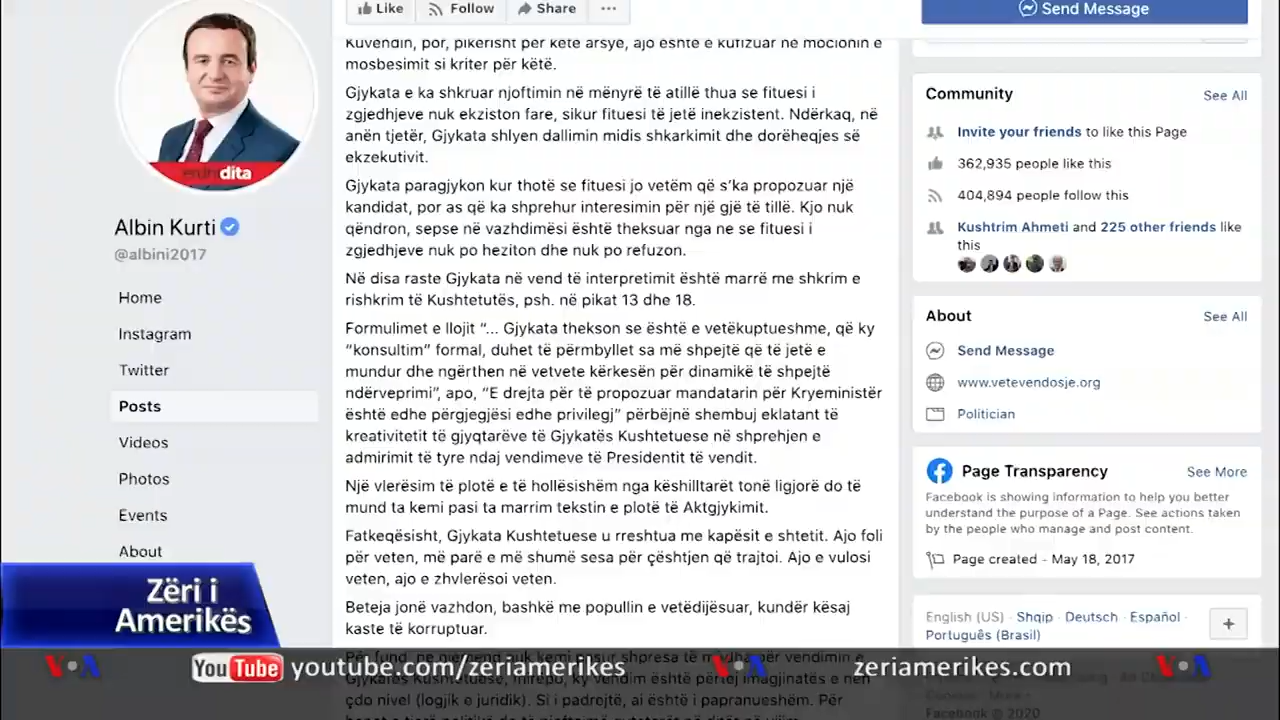 Like Follow Share ...
Send Message
Kuvendin, por, pikërisht për këtë arsye, ajo është e kufizuar në mocionin e
mosbesimit si kriter për këtë.
Gjykata e ka shkruar njoftimin në mënyrë të atillë thua se fituesi i
zgjedhjeve nuk ekziston fare, sikur fituesi të jetë inekzistent. Ndërkaq, në
anën tjetër, Gjykata shlyen dallimin midis shkarkimit dhe dorëheqjes së
ekzekutivit.
Gjykata paragjykon kur thotë se fituesi jo vetëm që s'ka propozuar një
kandidat, por as që ka shprehur interesimin për një gjë të tillë. Kjo nuk
qëndron, sepse në vazhdimësi është theksuar nga ne se fituesi i
zgjedhjeve nuk po heziton dhe nuk po refuzon.
Në disa raste Gjykata në vend të interpretimit është marrë me shkrim e
rishkrim të Kushtetutës, psh. në pikat 13 dhe 18.
Formulimet e llojit “... Gjykata thekson se është e vetëkuptueshme, që ky
“konsultim” formal, duhet të përmbyllet sa më shpejtë që të jetë e
mundur dhe ngërthen në vetvete kërkesën për dinamikë të shpejtë
ndërveprimi”, apo, “E drejta për të propozuar mandatarin për Kryeministër
është edhe përgjegjësi edhe privilegj” përbëjnë shembuj eklatant të
kreativitetit të gjyqtarëve të Gjykatës Kushtetuese në shprehjen e
admirimit të tyre ndaj vendimeve të Presidentit të vendit.
Një vlerësim të plotë e të hollësishëm nga këshilltarët tonë ligjorë do të
mund ta kemi pasi ta marrim tekstin e plotë të Aktgjykimit.
Fatkeqësisht, Gjykata Kushtetuese u rreshtua me kapësit e shtetit. Ajo foli
për veten, më parë e më shumë sesa për çështjen që trajtoi. Ajo e vulosi
veten, ajo e zhvlerësoi veten.
Beteja jonë vazhdon, bashkë me popullin e vetëdijësuar, kundër kësaj
kaste të korruptuar.
çdo nivel (logjik e juridik). Si i padrejtë, ai është i papranueshëm. Për
dita
Albin Kurti
@albini2017
Home
Instagram
Twitter
Posts
Videos
Photos
Events
About
Community See All
Invite your friends to like this Page
362,935 people like this
404,894 people follow this
Kushtrim Ahmeti and 225 other friends like
this
About See All
Send Message
www.vetevendosje.org
Politician
Page Transparency See More
Facebook is showing information to help you better
understand the purpose of a Page. See actions taken
by the people who manage and post content.
Page created - May 18, 2017
English (US) · Shqip · Deutsch · Español ·
Português (Brasil)
Facebook © 2020
Zëri i
Amerikës
VOA YouTube youtube.com/zeriamerikes VOA zeriamerikes.com VOA